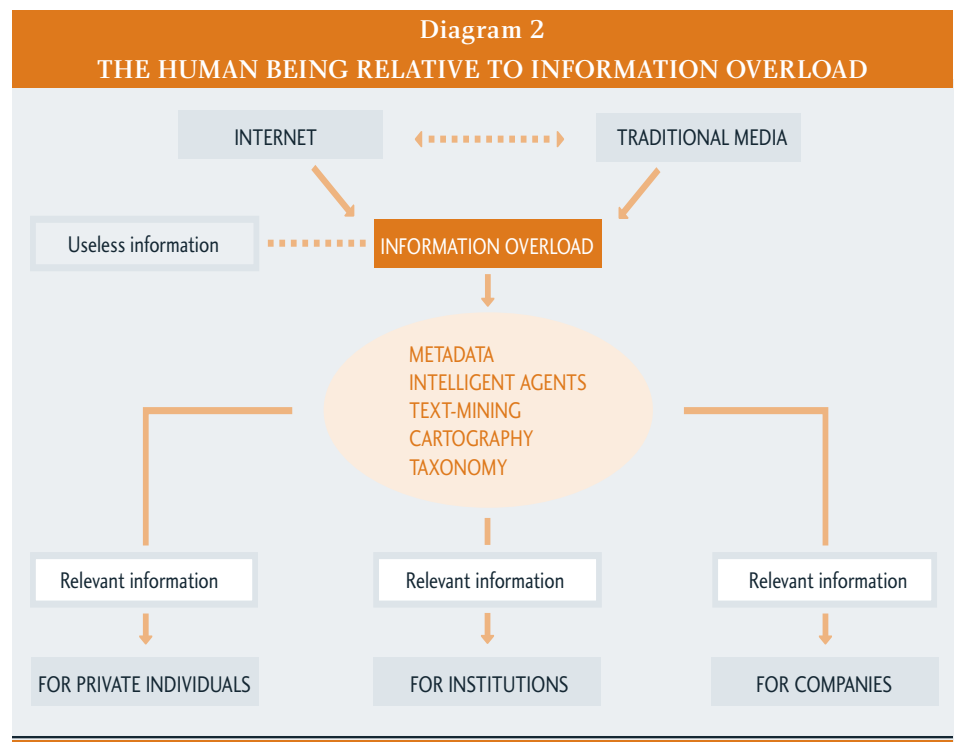 Diagram 2
THE HUMAN BEING RELATIVE TO INFORMATION OVERLOAD
INTERNET
TRADITIONAL MEDIA
Useless information
INFORMATION OVERLOAD
METADATA
INTELLIGENT AGENTS
TEXT-MINING
CARTOGRAPHY
TAXONOMY
Relevant information
Relevant information
Relevant information
FOR PRIVATE INDIVIDUALS
FOR INSTITUTIONS
FOR COMPANIES